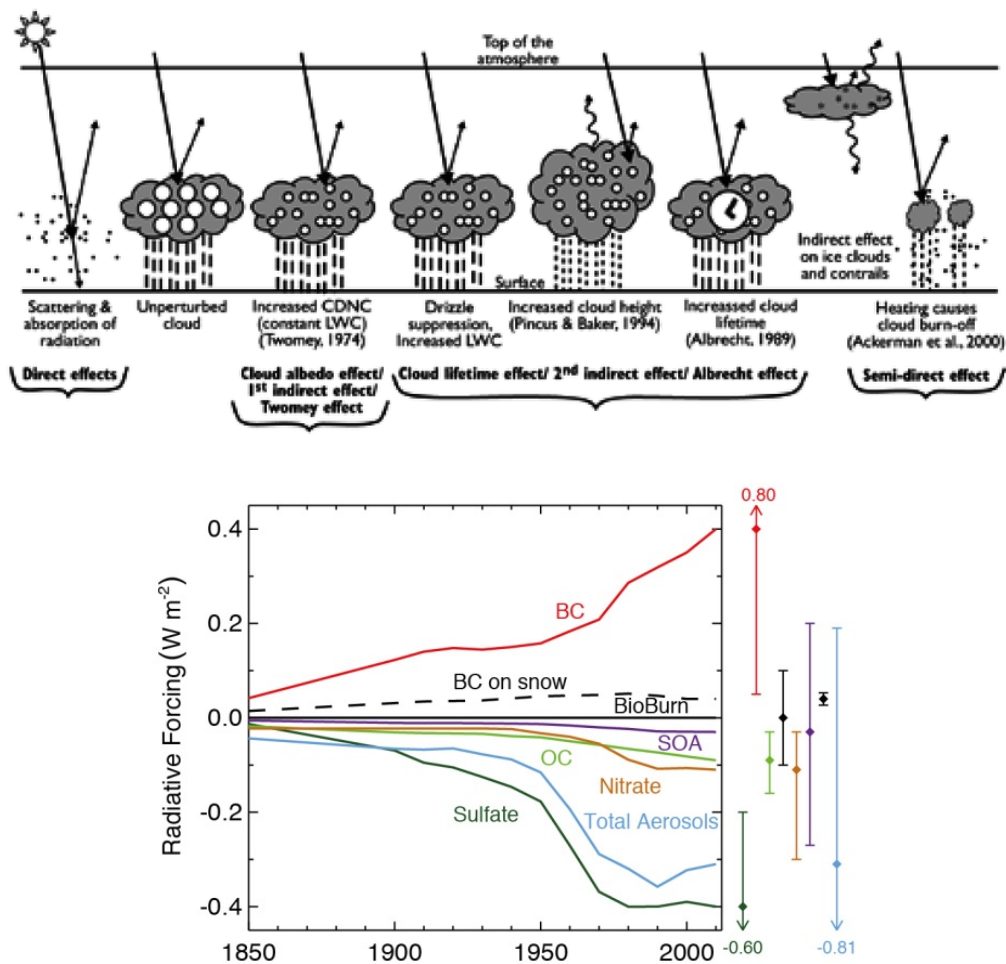 Top of the
atmosphere
Surface
Scattering &
absorption of
radiation
Unperturbed
cloud
Increased CDNC
(constant LWC)
(Twomey, 1974)
Drizzle
suppression,
Increased LWC
Increased cloud height
(Pincus & Baker, 1994)
Increassed cloud
lifetime
(Albrecht, 1989)
Indirect effect
on ice clouds
and contrails
Heating causes
cloud burn-off
(Ackerman et al., 2000)
Direct effects
Cloud albedo effect/
1st indirect effect/
Twomey effect
Cloud lifetime effect/ 2nd indirect effect/ Albrecht effect
Semi-direct effect
Radiative Forcing (W m-2)
0.4
0.2
0.0
-0.2
-0.4
1850
1900
1950
2000
BC
BC on snow
BioBurn
SOA
OC
Nitrate
Sulfate
Total Aerosols
0.80
-0.60
-0.81